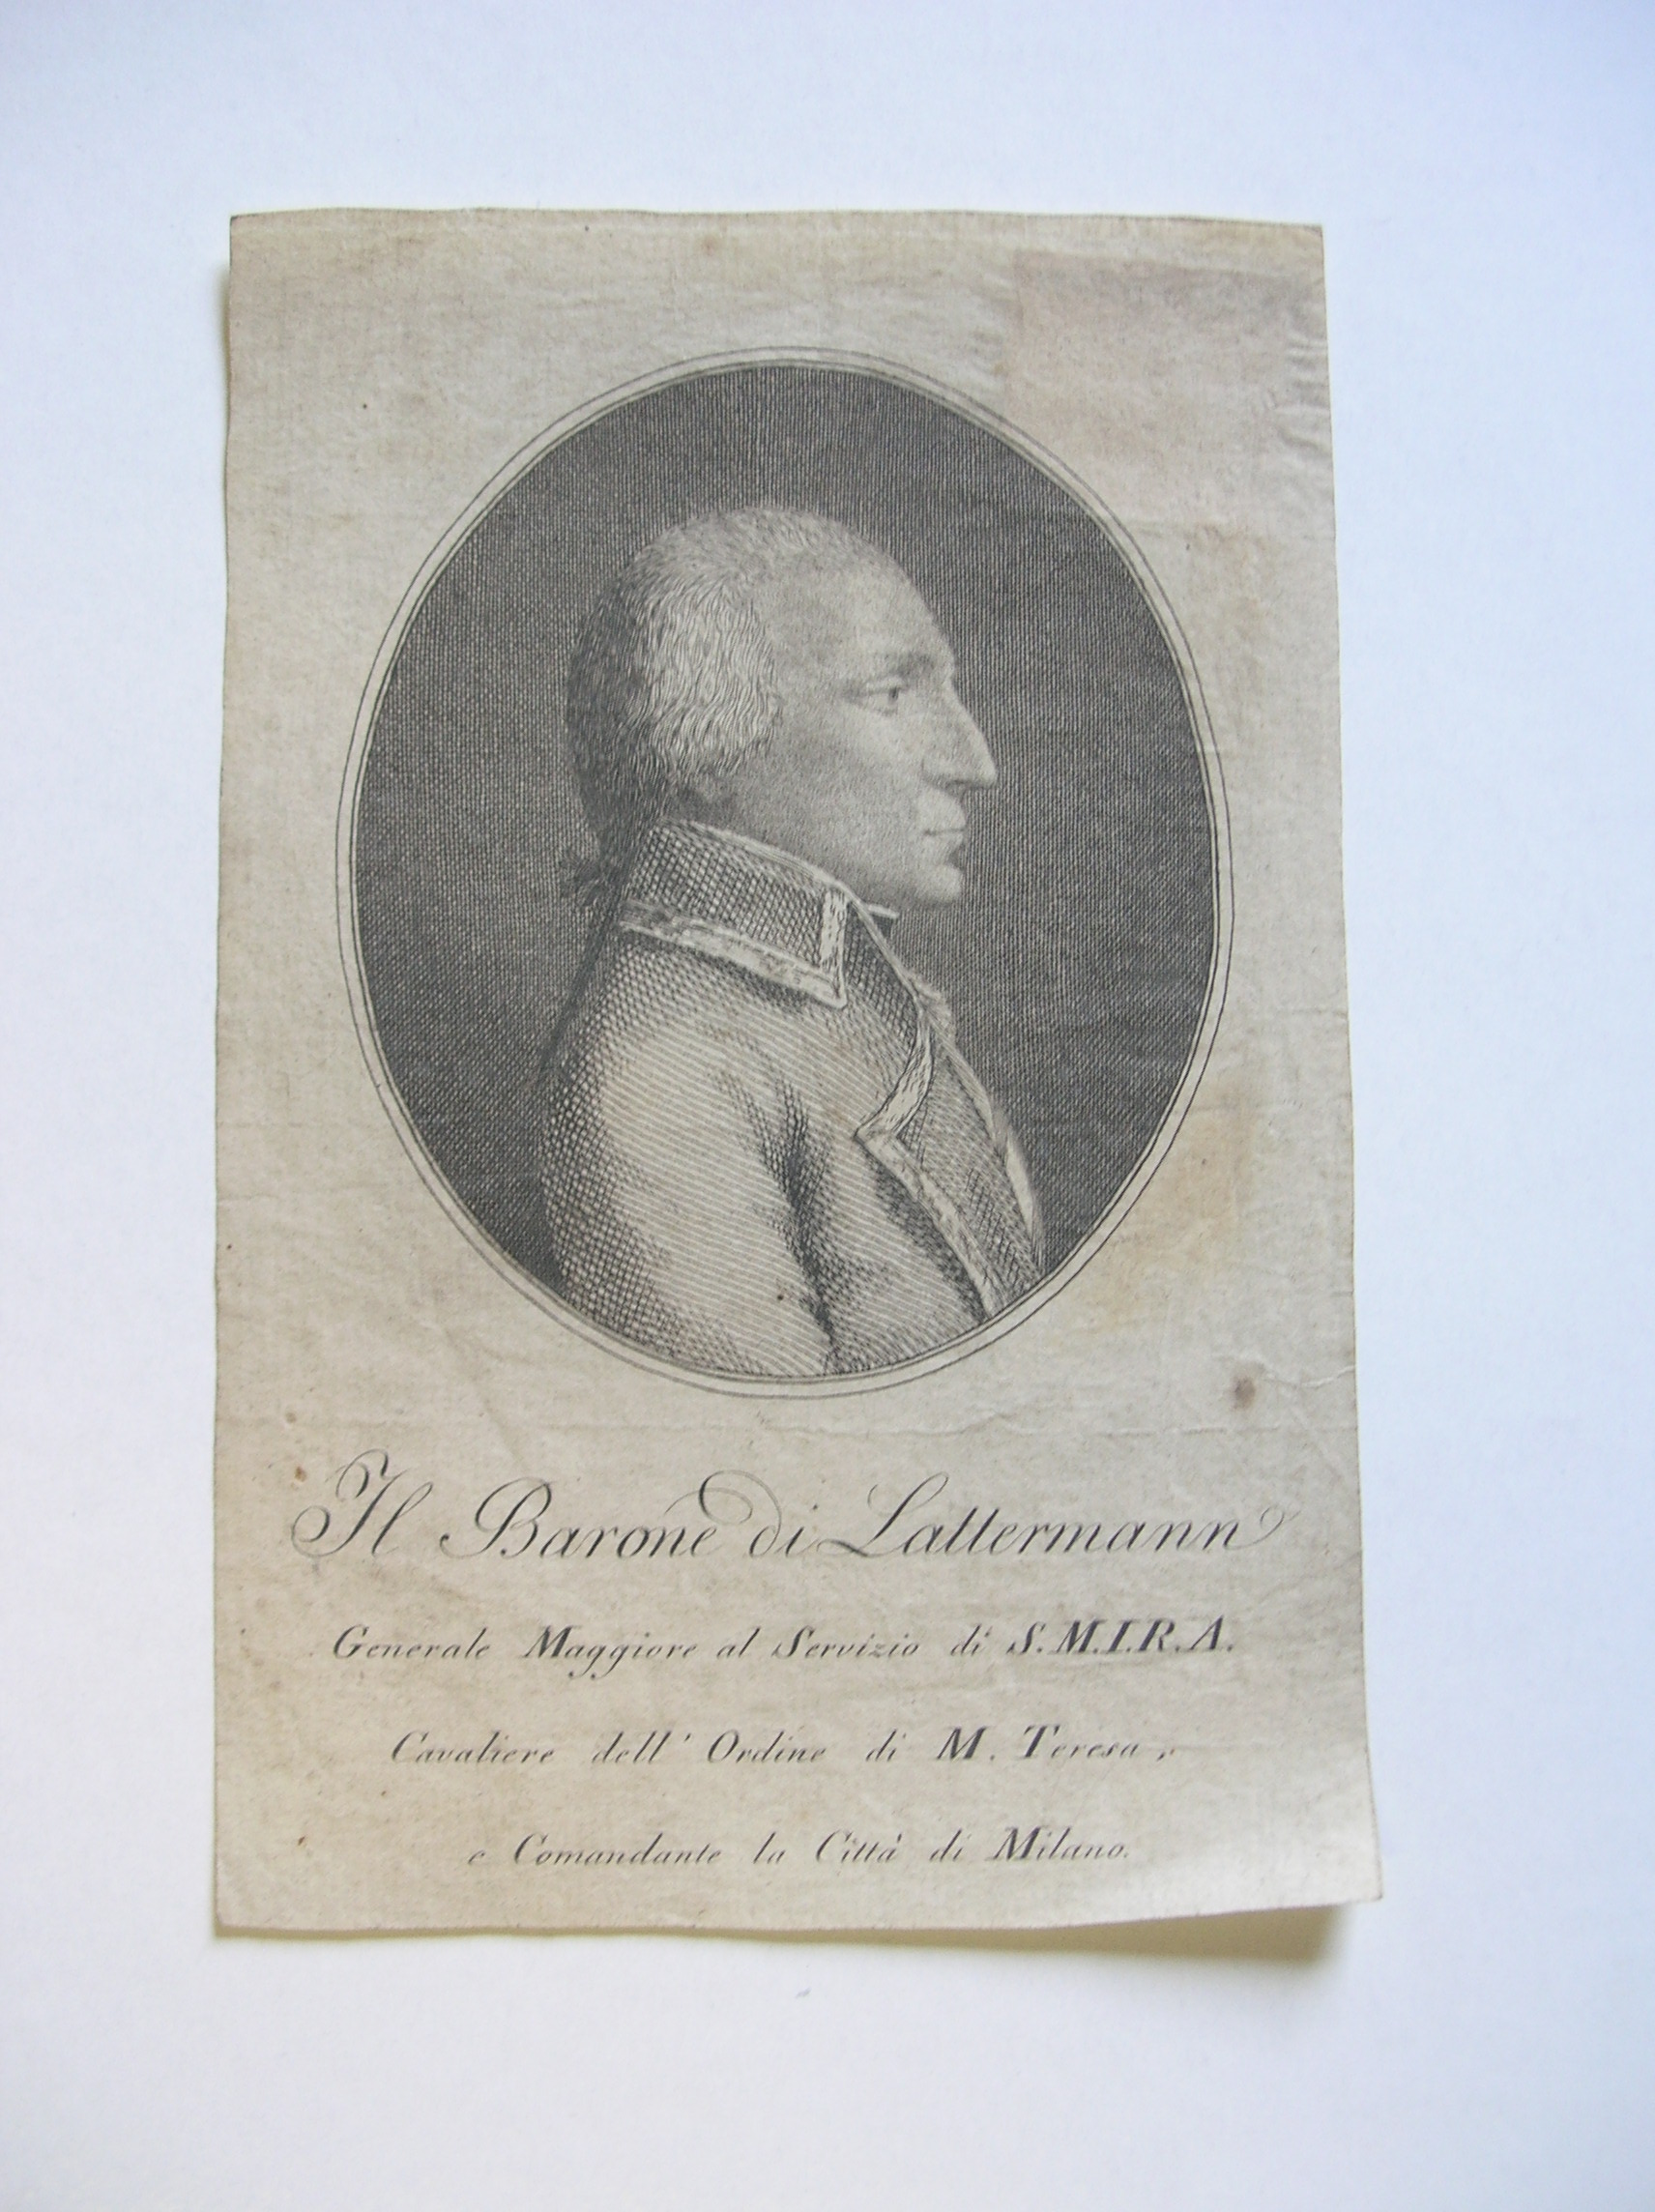 Il Barone di Lattermann
Generale Maggiore al Servizio di S.M.I.R.A.
Cavaliere dell' Ordine di M. Teresa,
e Comandante la Città di Milano.